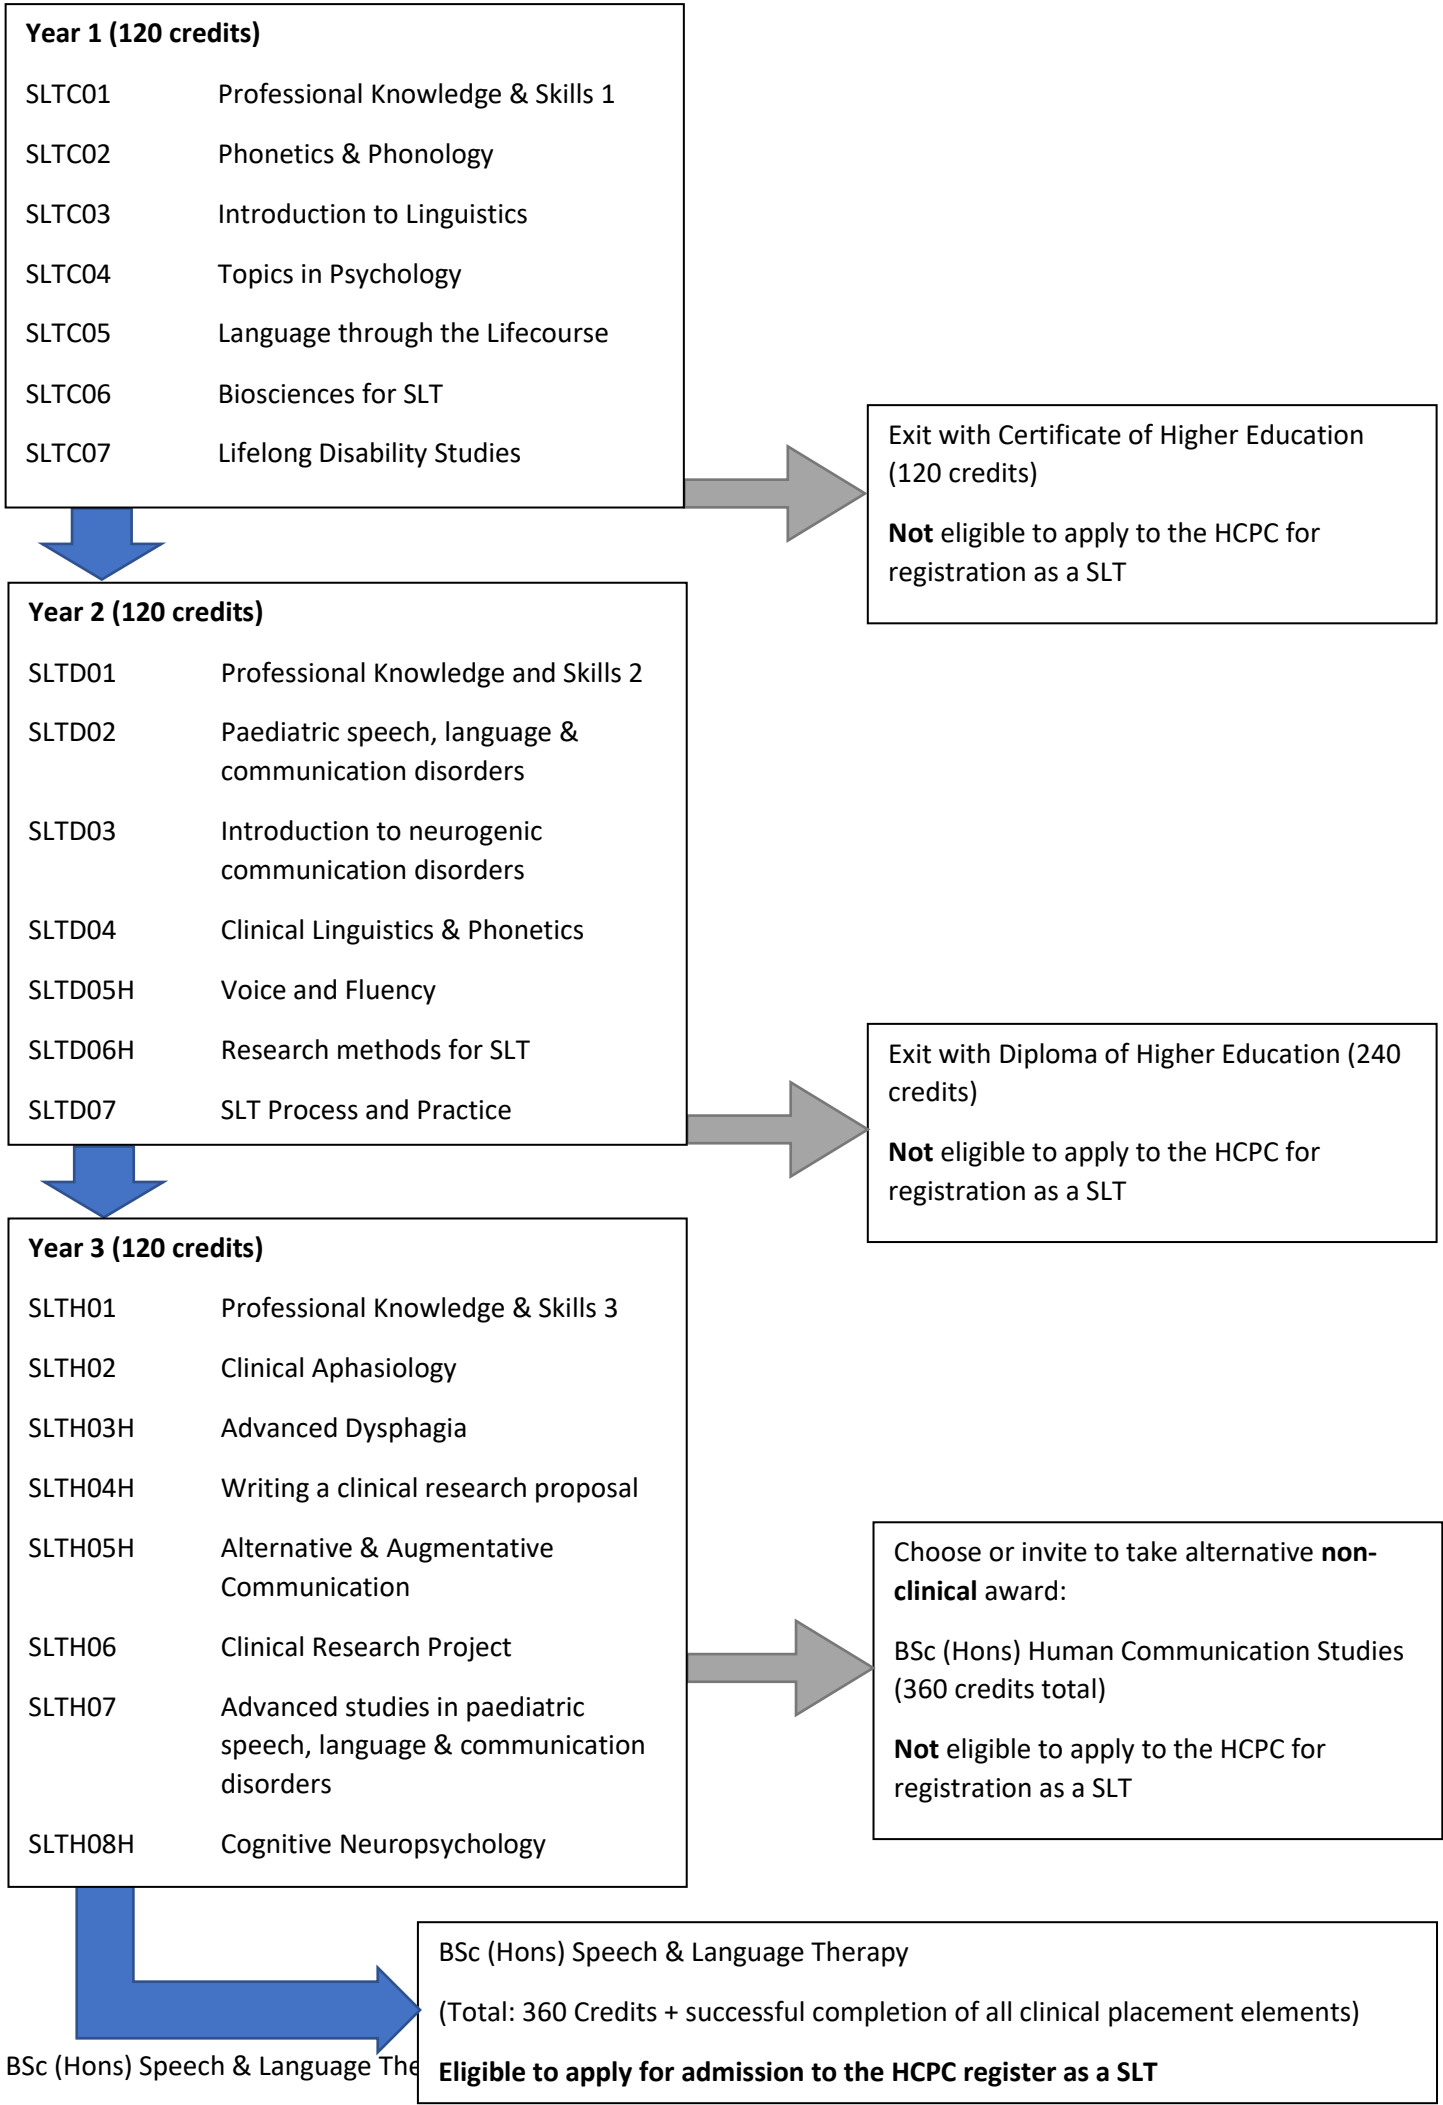 Year 1 (120 credits)
SLTC01 Professional Knowledge & Skills 1
SLTC02 Phonetics & Phonology
SLTC03 Introduction to Linguistics
SLTC04 Topics in Psychology
SLTC05 Language through the Lifecourse
SLTC06 Biosciences for SLT
SLTC07 Lifelong Disability Studies
Exit with Certificate of Higher Education
(120 credits)
Not eligible to apply to the HCPC for
registration as a SLT
Year 2 (120 credits)
SLTD01 Professional Knowledge and Skills 2
SLTD02 Paediatric speech, language &
communication disorders
SLTD03 Introduction to neurogenic
communication disorders
SLTD04 Clinical Linguistics & Phonetics
SLTD05H Voice and Fluency
SLTD06H Research methods for SLT
SLTD07 SLT Process and Practice
Exit with Diploma of Higher Education (240
credits)
Not eligible to apply to the HCPC for
registration as a SLT
Year 3 (120 credits)
SLTH01 Professional Knowledge & Skills 3
SLTH02 Clinical Aphasiology
SLTH03H Advanced Dysphagia
SLTH04H Writing a clinical research proposal
SLTH05H Alternative & Augmentative
Communication
SLTH06 Clinical Research Project
SLTH07 Advanced studies in paediatric
speech, language & communication
disorders
SLTH08H Cognitive Neuropsychology
Choose or invite to take alternative non-
clinical award:
BSc (Hons) Human Communication Studies
(360 credits total)
Not eligible to apply to the HCPC for
registration as a SLT
BSc (Hons) Speech & Language Therapy
(Total: 360 Credits + successful completion of all clinical placement elements)
Eligible to apply for admission to the HCPC register as a SLT
BSc (Hons) Speech & Language